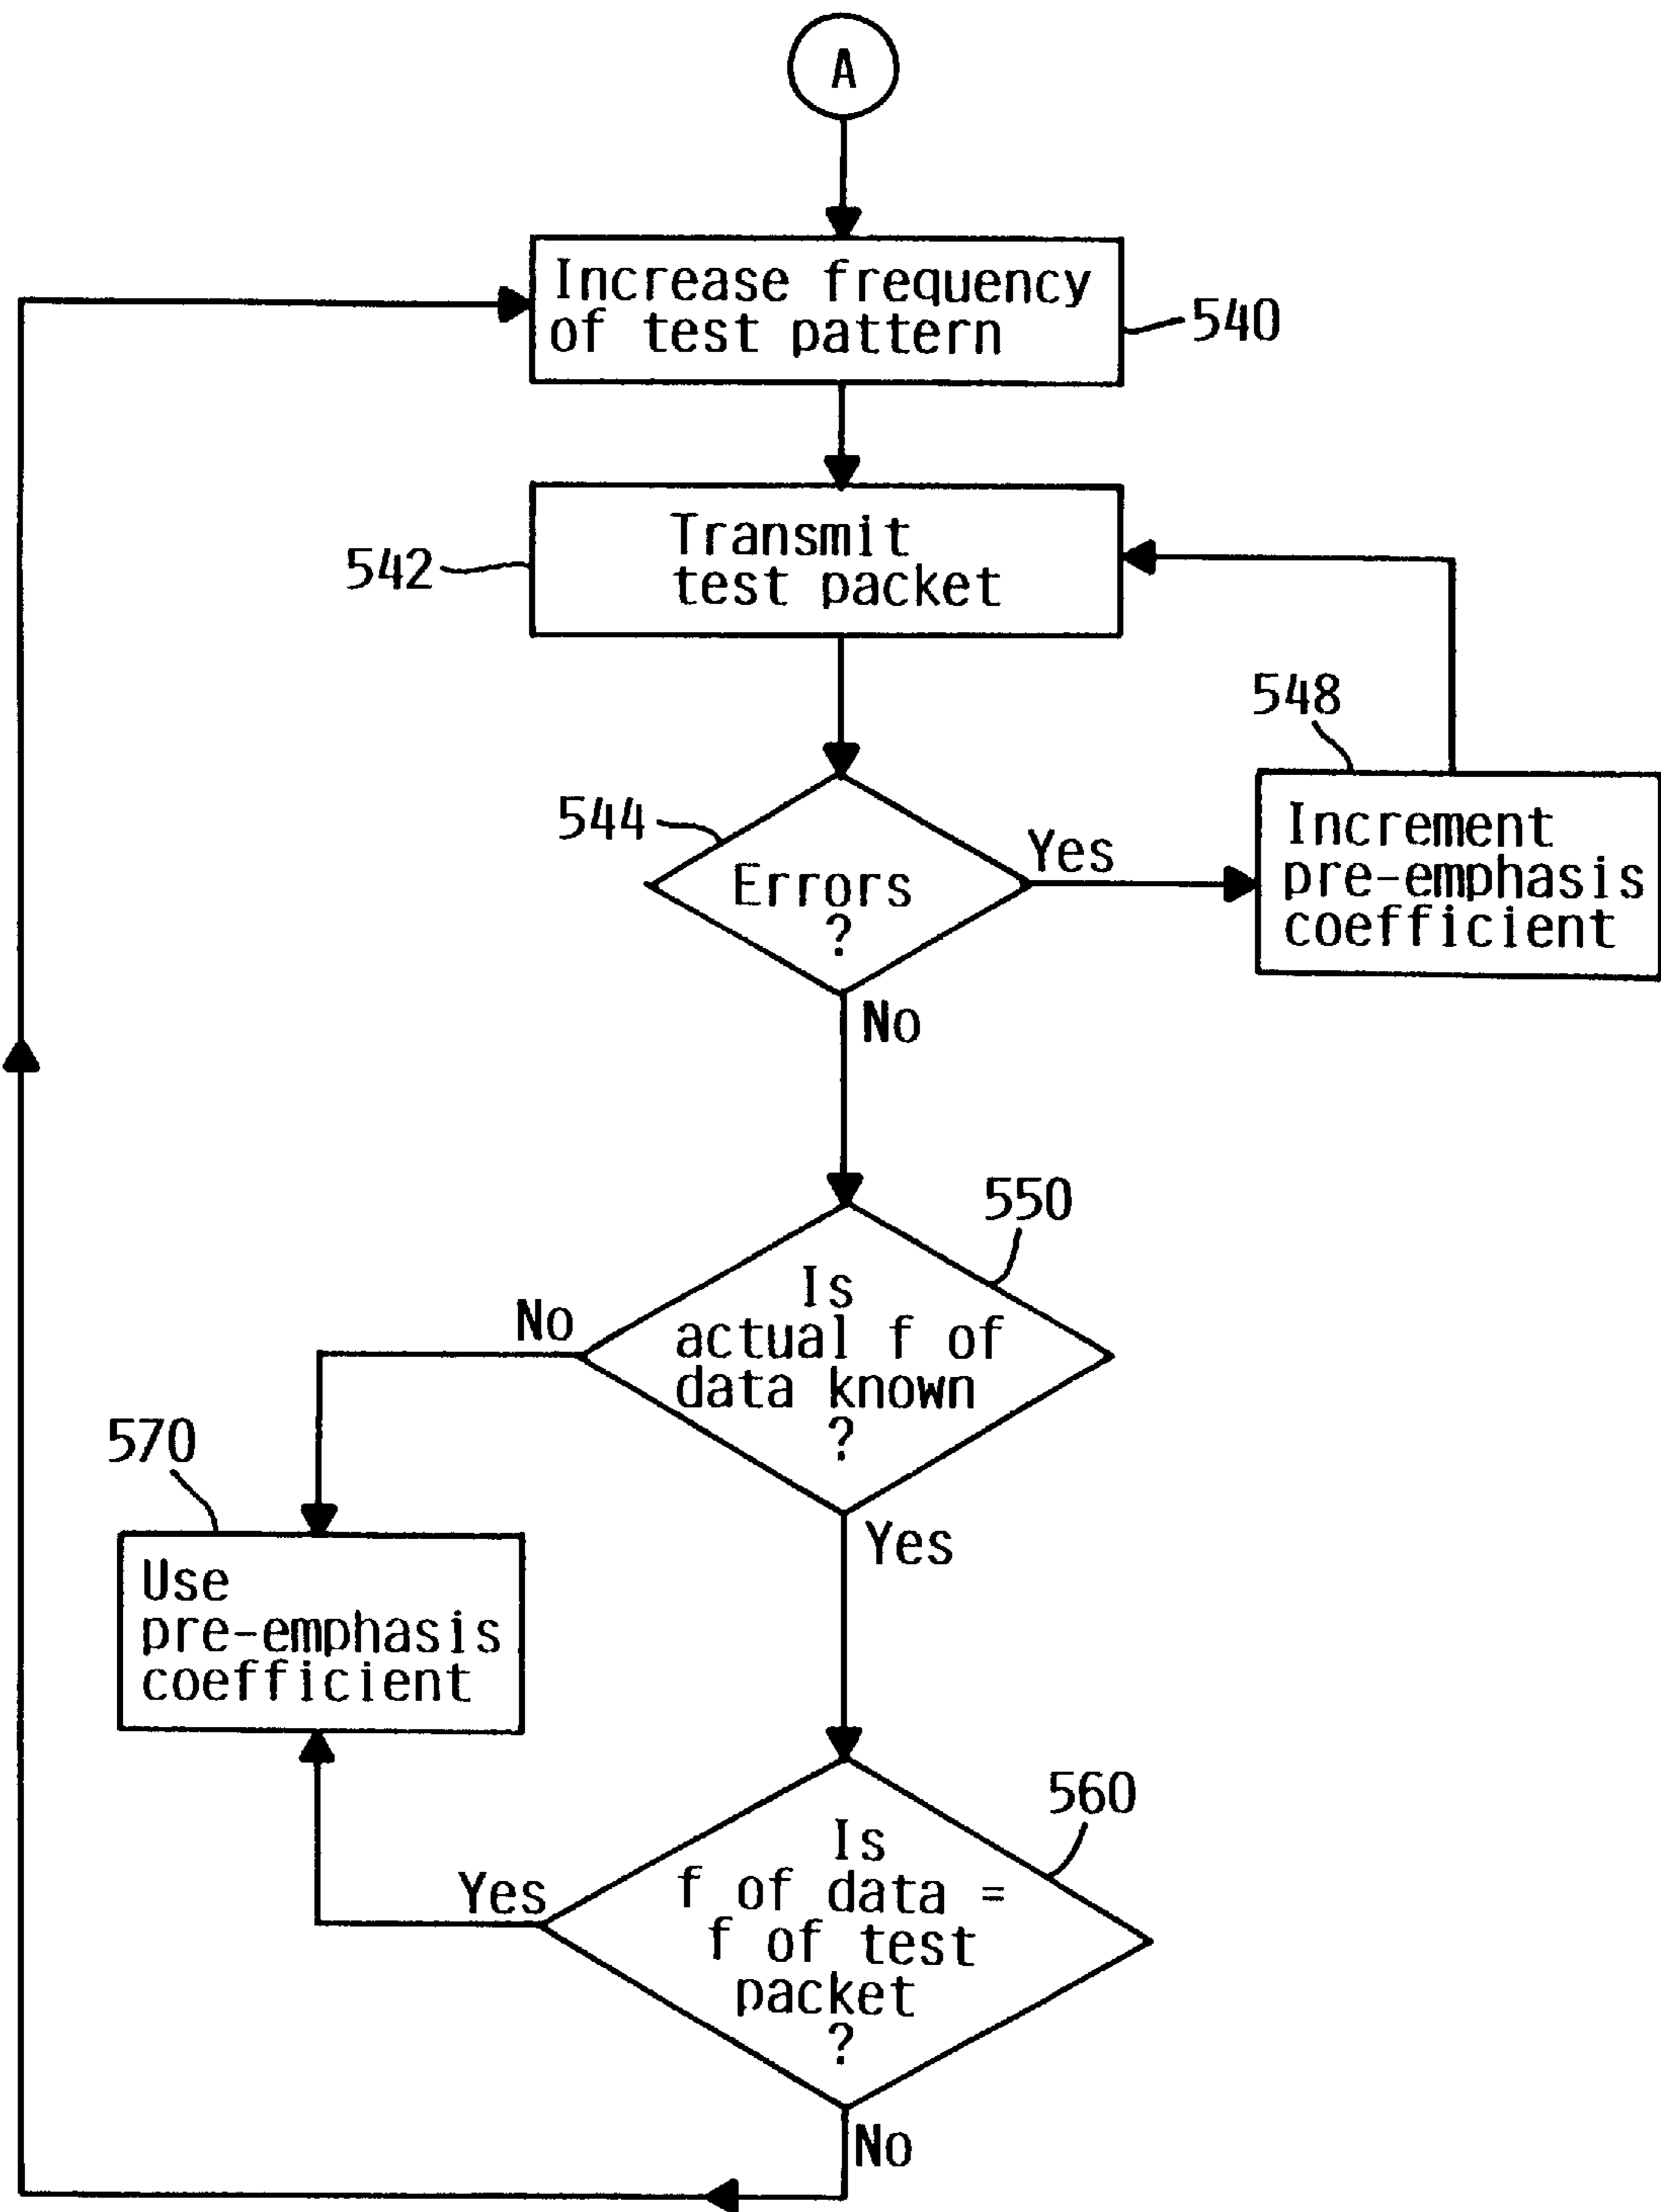 A
Increase frequency
of test pattern
540
Transmit
test packet
542
544
Errors
?
Yes
548
Increment
pre-emphasis
coefficient
No
550
Is
actual f of
data known
?
No
570
Use
pre-emphasis
coefficient
Yes
560
Is
f of data =
f of test
packet
?
Yes
No